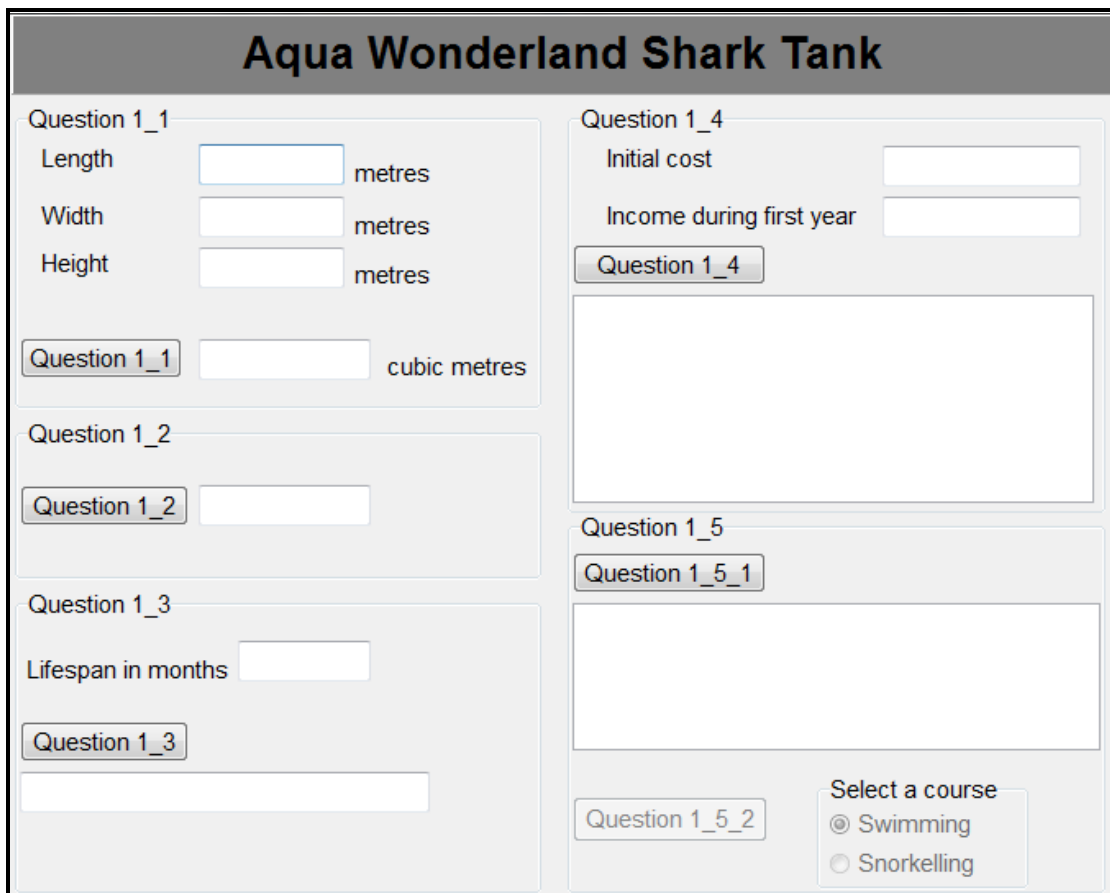 Aqua Wonderland Shark Tank
Question 1_1
Length
metres
Width
metres
Height
metres
Question 1_1
cubic metres
Question 1_2
Question 1_2
Question 1_3
Lifespan in months
Question 1_3
Question 1_4
Initial cost
Income during first year
Question 1_4
Question 1_5
Question 1_5_1
Question 1_5_2
Select a course
Swimming
Snorkelling